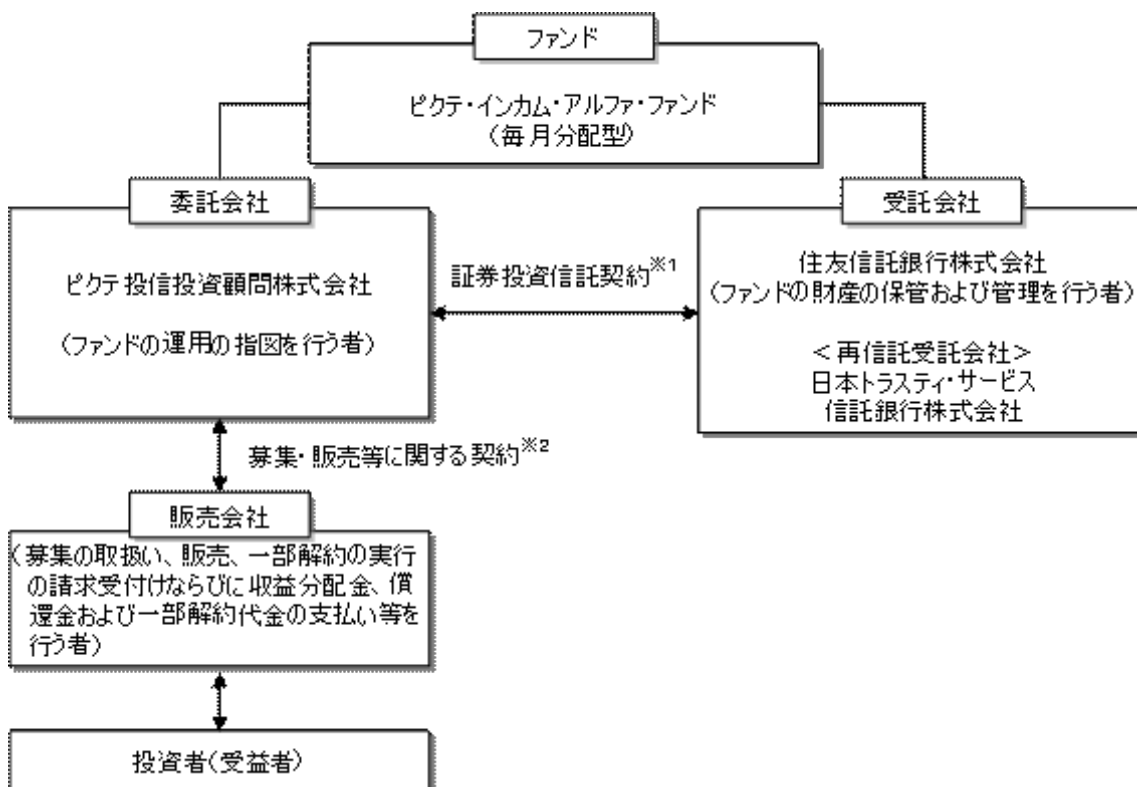 ファンド
ピクテ・インカム・アルファ・ファンド
(毎月分配型)
委託会社
ピクテ投信投資顧問株式会社
(ファンドの運用の指図を行う者)
証券投資信託契約※1
受託会社
住友信託銀行株式会社
(ファンドの財産の保管および管理を行う者)
<再信託受託会社>
日本トラスティ・サービス
信託銀行株式会社
募集・販売等に関する契約※2
販売会社
(募集の取扱い、販売、一部解約の実行
の請求受付けならびに収益分配金、償
還金および一部解約代金の支払い等を
行う者)
投資者(受益者)